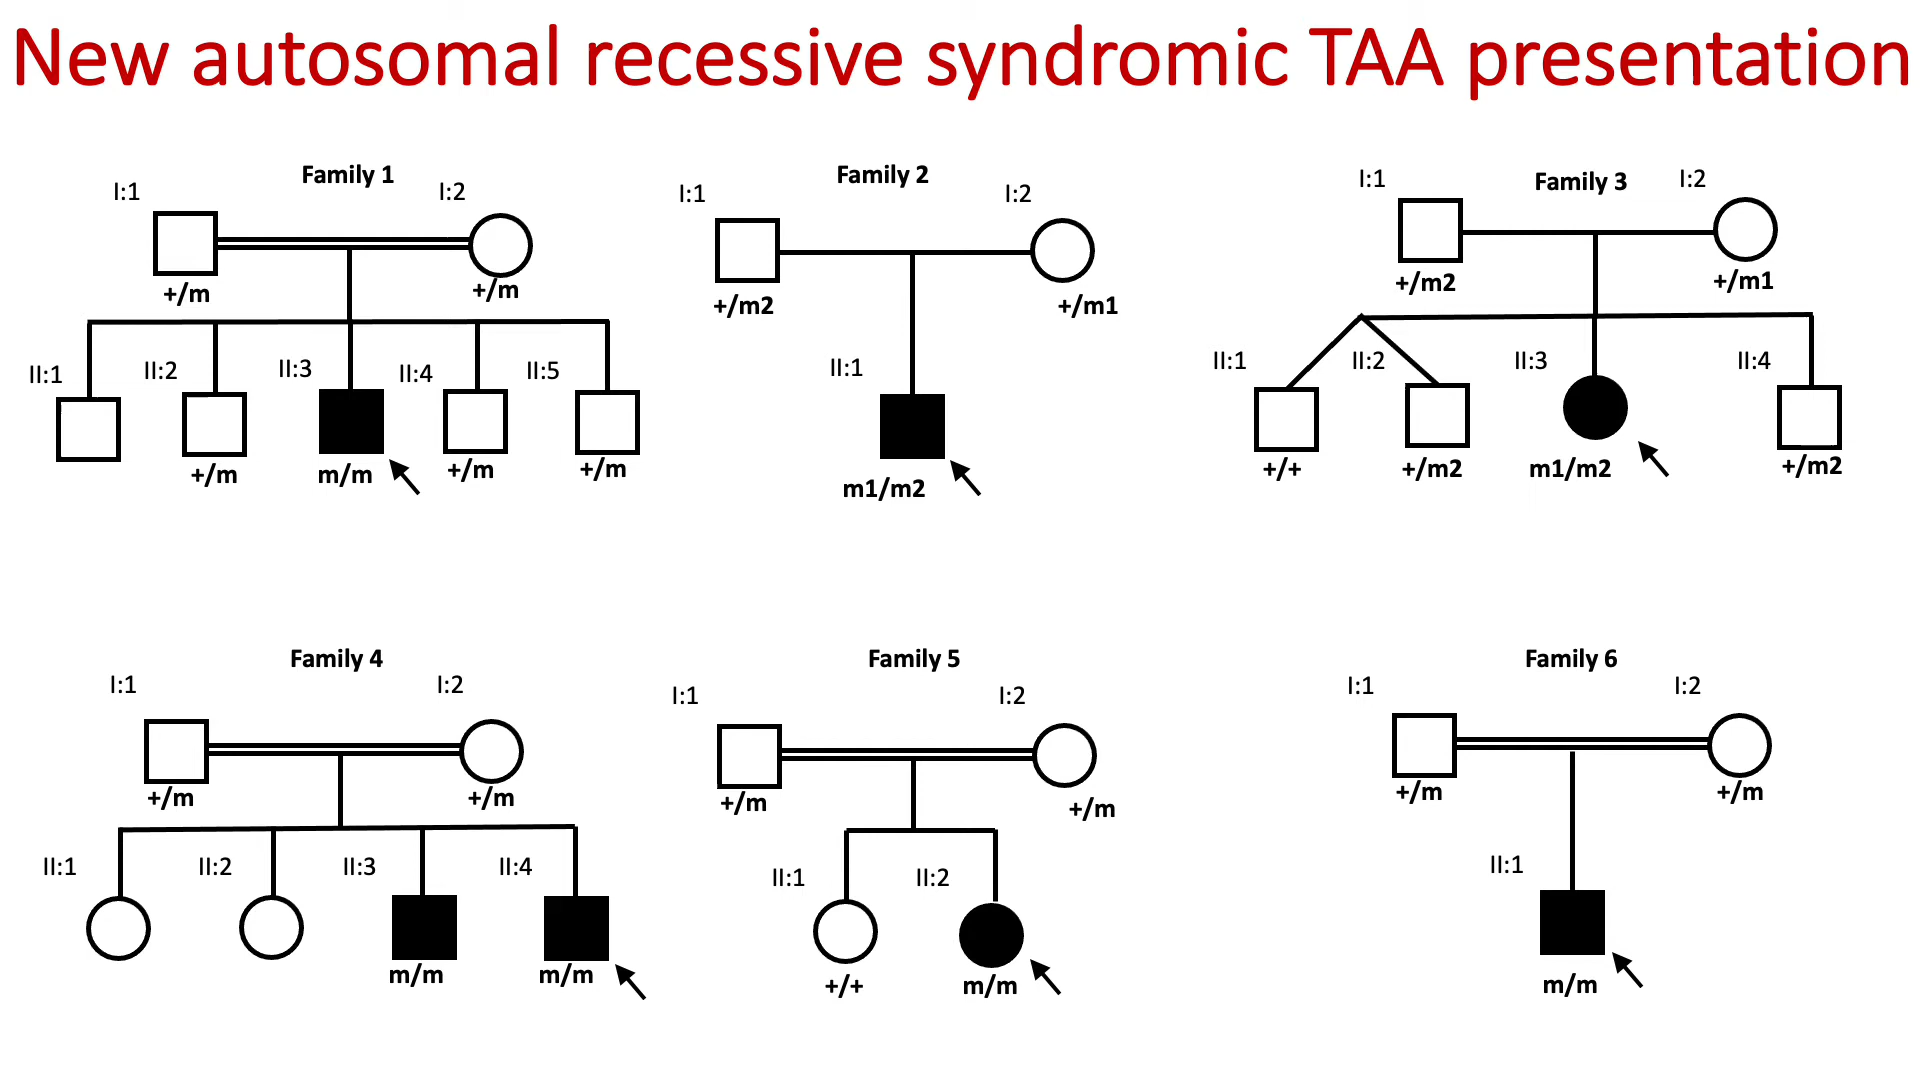 New autosomal recessive syndromic TAA presentation
Family 1
I:1
I:2
+/m
+/m
II:1
II:2
II:3
II:4
II:5
+/m
m/m
+/m
+/m
Family 2
I:1
I:2
+/m2
+/m1
II:1
m1/m2
Family 3
I:1
I:2
+/m2
+/m1
II:1
II:2
II:3
II:4
+/+
+/m2
m1/m2
+/m2
Family 4
I:1
I:2
+/m
+/m
II:1
II:2
II:3
II:4
m/m
m/m
Family 5
I:1
I:2
+/m
+/m
II:1
II:2
+/+
m/m
Family 6
I:1
I:2
+/m
+/m
II:1
m/m